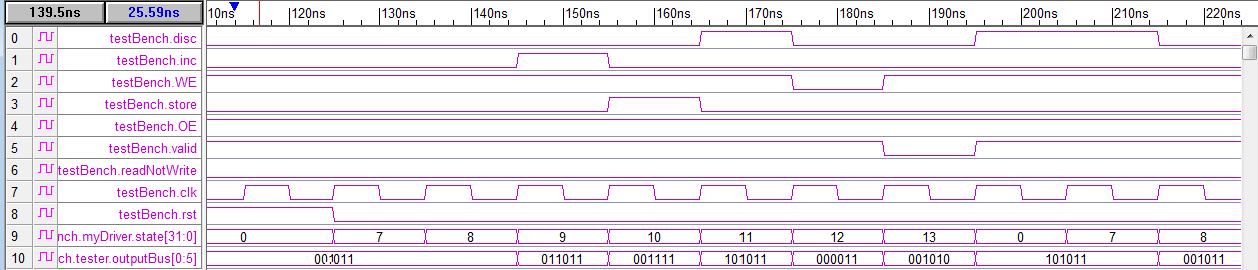 139.5ns 25.59ns 10ns 120ns 130ns 140ns 150ns 160ns 170ns 180ns 190ns 200ns 210ns 220ns
0 testBench.disc
1 testBench.inc
2 testBench.WE
3 testBench.store
4 testBench.OE
5 testBench.valid
6 testBench.readNotWrite
7 testBench.clk
8 testBench.rst
9 nch.myDriver.state[31:0] 0 7 8 9 10 11 12 13 0 7 8
10 ch.tester.outputBus[0:5] 001011 011011 001111 101011 000011 001010 101011 001011